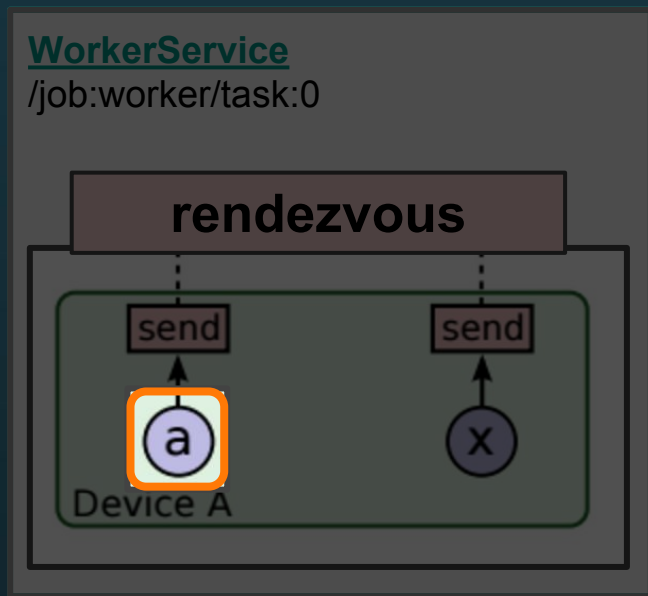 WorkerService
/job:worker/task:0
rendezvous
send send
a x
Device A